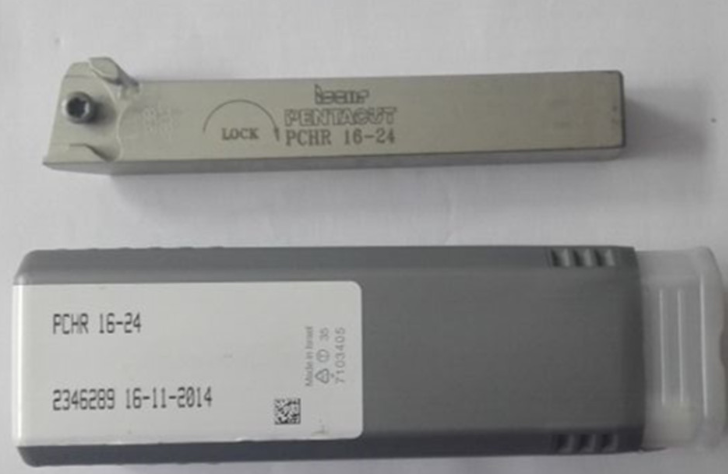 iscar
PENTACUT
LOCK
PCHR 16-24
PCHR 16-24
2346289 16-11-2014
Made in Israel
35
7103405